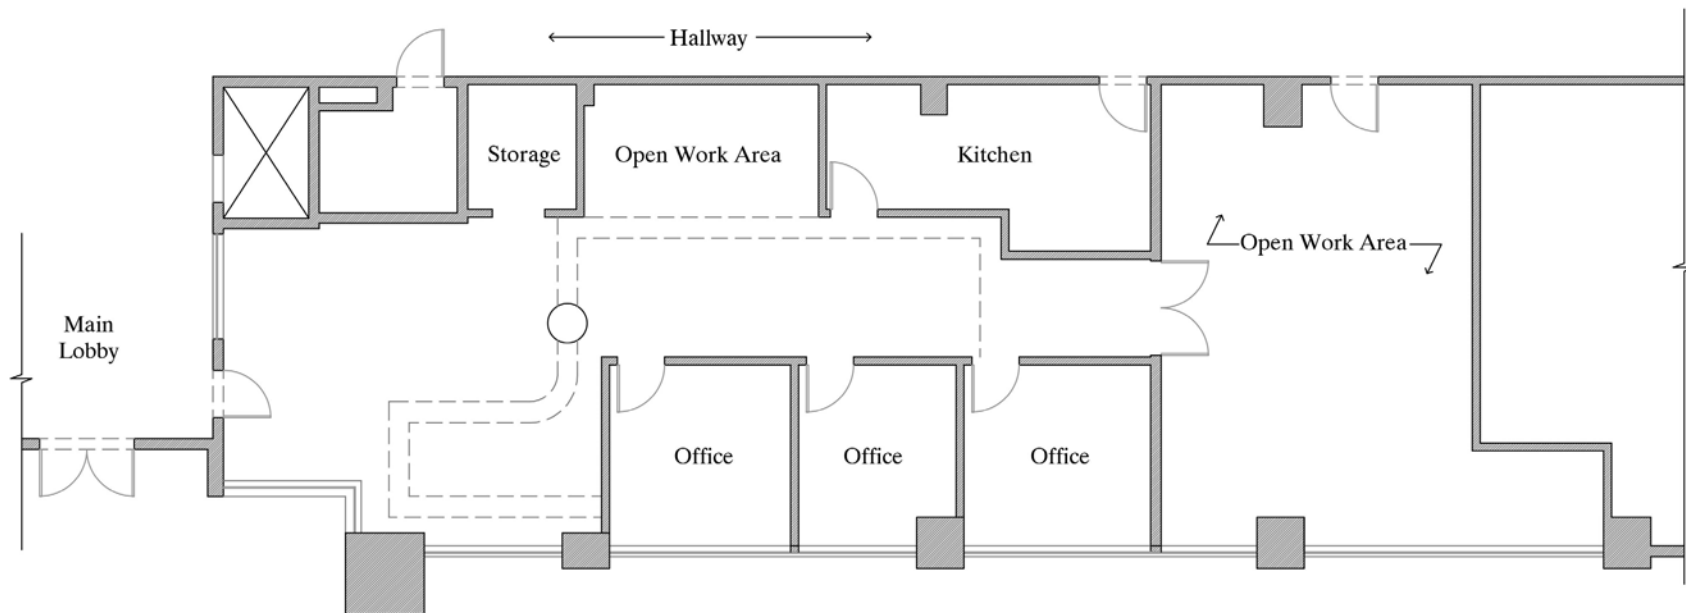 Hallway
Storage
Open Work Area
Kitchen
Open Work Area
Main
Lobby
Office
Office
Office